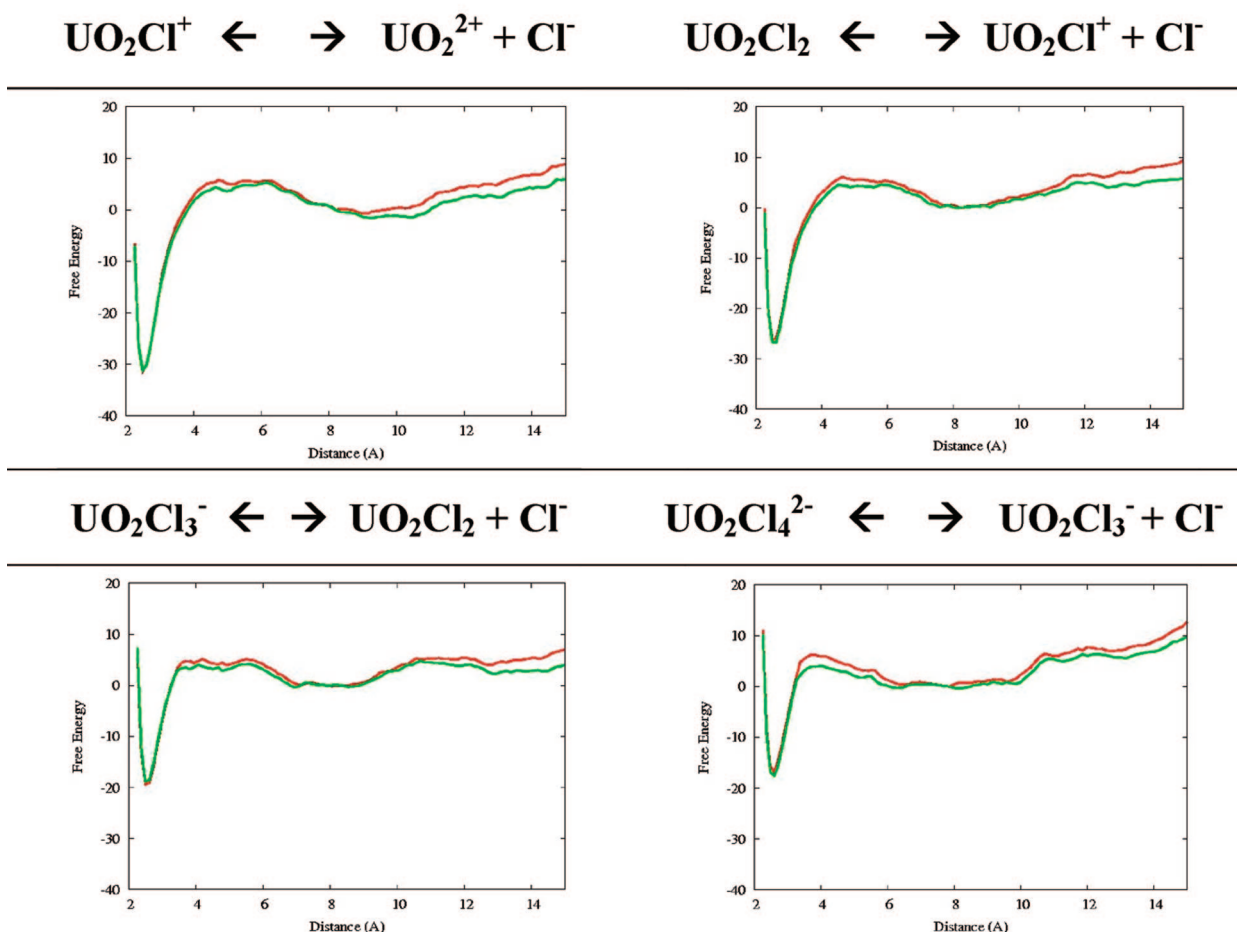 UO₂Cl⁺ ← → UO₂²⁺ + Cl⁻
UO₂Cl₂ ← → UO₂Cl⁺ + Cl⁻
20
10
0
-10
-20
-30
-40
Free Energy
2 4 6 8 10 12 14
Distance (A)
20
10
0
-10
-20
-30
-40
Free Energy
2 4 6 8 10 12 14
Distance (A)
UO₂Cl₃⁻ ← → UO₂Cl₂ + Cl⁻
UO₂Cl₄²⁻ ← → UO₂Cl₃⁻ + Cl⁻
20
10
0
-10
-20
-30
-40
Free Energy
2 4 6 8 10 12 14
Distance (A)
20
10
0
-10
-20
-30
-40
Free Energy
2 4 6 8 10 12 14
Distance (A)